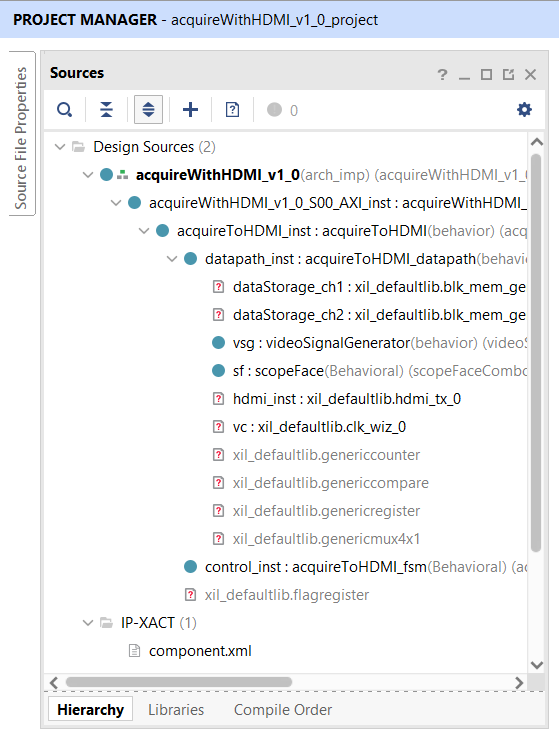 PROJECT MANAGER - acquireWithHDMI_v1_0_project
Source File Properties
Sources
? _
0
Design Sources (2)
acquireWithHDMI_v1_0(arch_imp) (acquireWithHDMI_v1_0
acquireWithHDMI_v1_0_S00_AXI_inst : acquireWithHDMI_
acquireToHDMI_inst : acquireToHDMI(behavior) (acq
datapath_inst : acquireToHDMI_datapath(behavi
dataStorage_ch1 : xil_defaultlib.blk_mem_ge
dataStorage_ch2 : xil_defaultlib.blk_mem_ge
vsg : videoSignalGenerator(behavior) (videoS
sf : scopeFace(Behavioral) (scopeFaceCombo
hdmi_inst : xil_defaultlib.hdmi_tx_0
vc : xil_defaultlib.clk_wiz_0
xil_defaultlib.genericcounter
xil_defaultlib.genericcompare
xil_defaultlib.genericregister
xil_defaultlib.genericmux4x1
control_inst : acquireToHDMI_fsm(Behavioral) (ac
xil_defaultlib.flagregister
IP-XACT (1)
component.xml
Hierarchy Libraries Compile Order